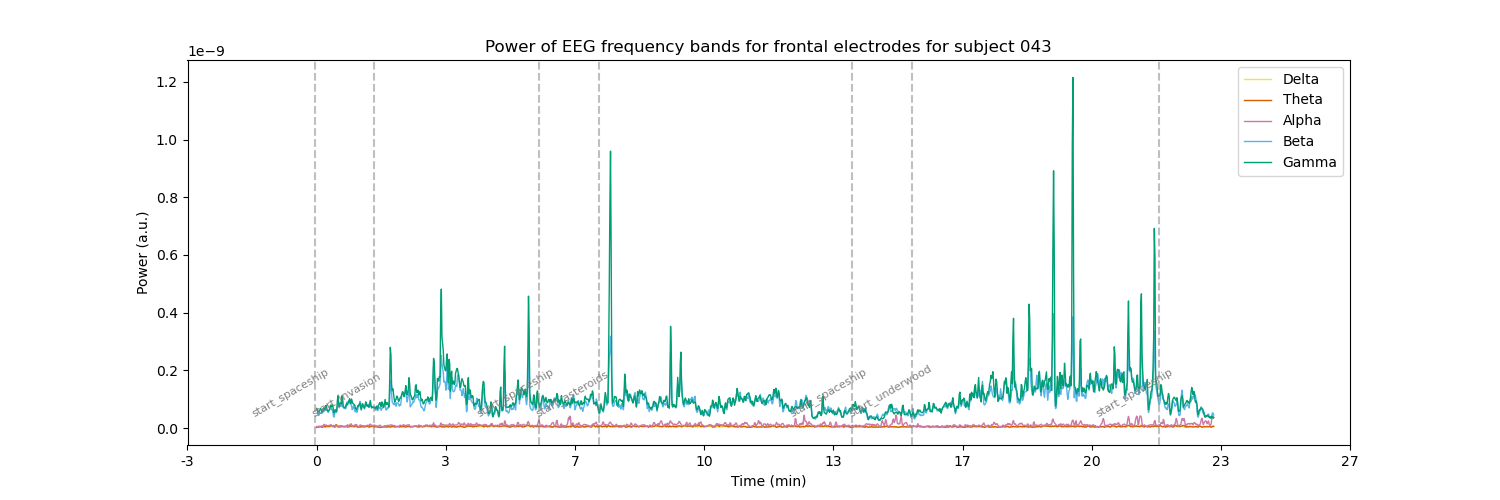 Power of EEG frequency bands for frontal electrodes for subject 043
1e−9
1.2
1.0
0.8
0.6
0.4
0.2
0.0
Power (a.u.)
Delta
Theta
Alpha
Beta
Gamma
start_spaceship
start_invasion
start_spaceship
start_asteroids
start_spaceship
start_underwood
start_spaceship
-3
0
3
7
10
13
17
20
23
27
Time (min)